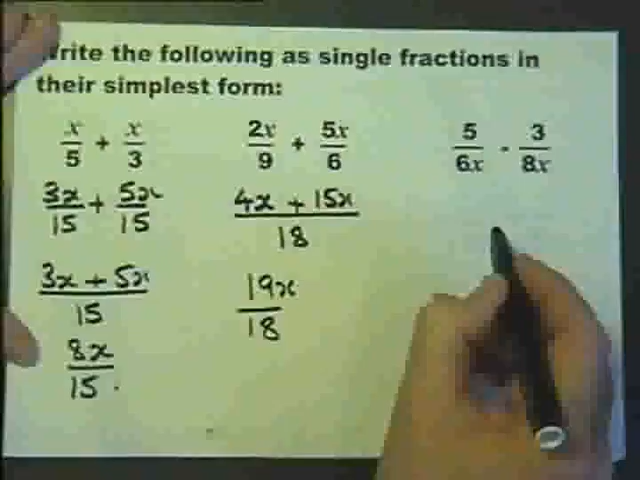 Write the following as single fractions in
their simplest form:
x/5 + x/3
3x/15 + 5x/15
3x + 5x/15
8x/15.
2x/9 + 5x/6
4x + 15x/18
19x/18
5/6x - 3/8x